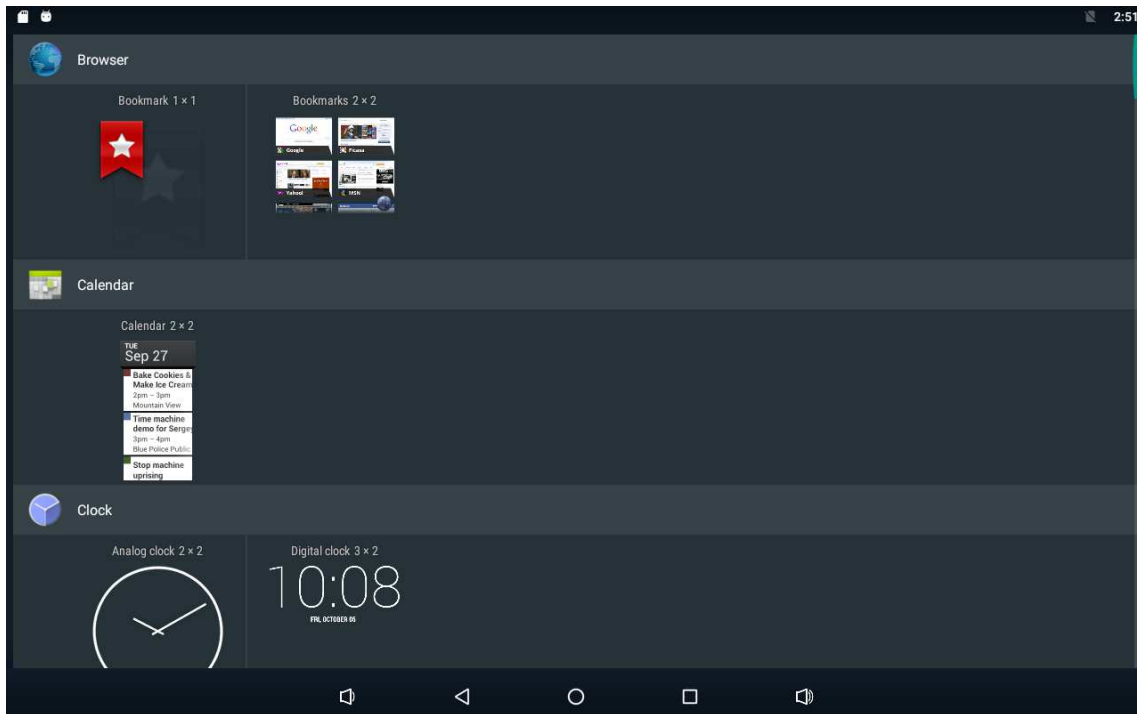 2:51
Browser
Bookmark 1 × 1
Bookmarks 2 × 2
Google
Google
Picasa
Yahoo!
MSN
Calendar
Calendar 2 × 2
TUE
Sep 27
Bake Cookies &
Make Ice Cream
2pm – 3pm
Mountain View
Time machine
demo for Sergey
3pm – 4pm
Blue Police Public
Stop machine
uprising
Clock
Analog clock 2 × 2
Digital clock 3 × 2
10:08
FRI, OCTOBER 05